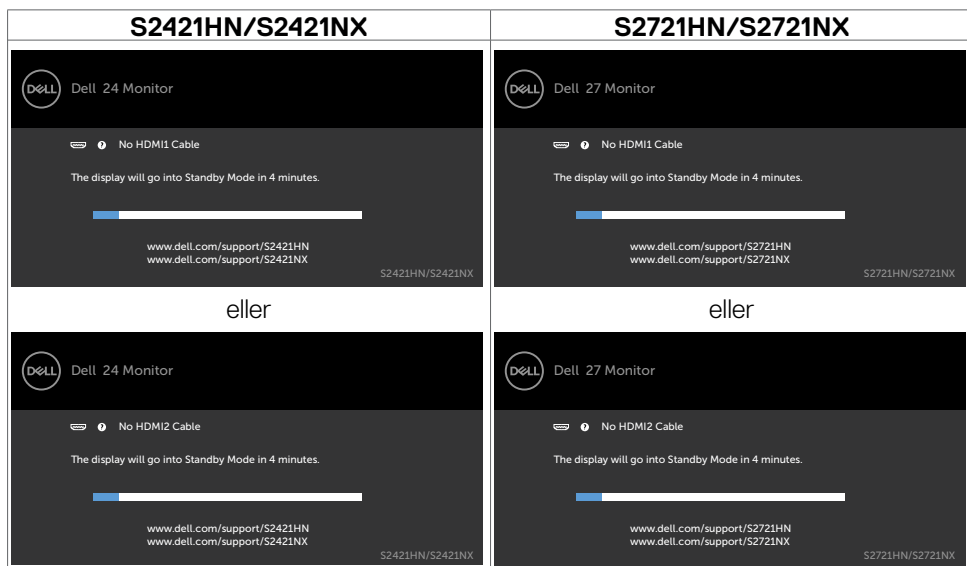 S2421HN/S2421NX
S2721HN/S2721NX
DELL
Dell 24 Monitor
No HDMI1 Cable
The display will go into Standby Mode in 4 minutes.
www.dell.com/support/S2421HN
www.dell.com/support/S2421NX
S2421HN/S2421NX
DELL
Dell 27 Monitor
No HDMI1 Cable
The display will go into Standby Mode in 4 minutes.
www.dell.com/support/S2721HN
www.dell.com/support/S2721NX
S2721HN/S2721NX
eller
eller
DELL
Dell 24 Monitor
No HDMI2 Cable
The display will go into Standby Mode in 4 minutes.
www.dell.com/support/S2421HN
www.dell.com/support/S2421NX
S2421HN/S2421NX
DELL
Dell 27 Monitor
No HDMI2 Cable
The display will go into Standby Mode in 4 minutes.
www.dell.com/support/S2721HN
www.dell.com/support/S2721NX
S2721HN/S2721NX